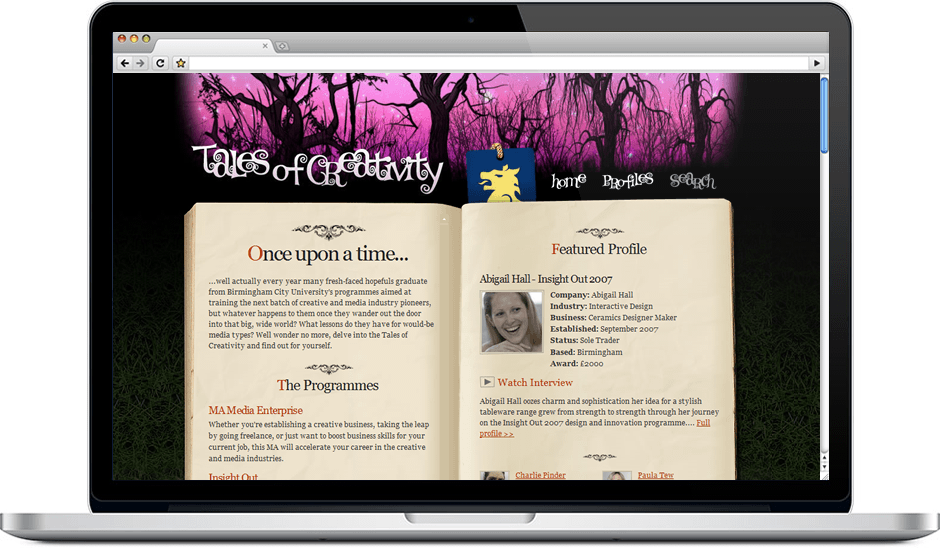 Tales of Creativity
home Profiles Search
Once upon a time...
...well actually every year many fresh-faced hopefuls graduate
from Birmingham City University's programmes aimed at
training the next batch of creative and media industry pioneers,
but whatever happens to them once they wander out the door
into that big, wide world? What lessons do they have for would-be
media types? Well wonder no more, delve into the Tales of
Creativity and find out for yourself.
The Programmes
MA Media Enterprise
Whether you're establishing a creative business, taking the leap
by going freelance, or just want to boost business skills for your
current job, this MA will accelerate your career in the creative
and media industries.
Insight Out
Featured Profile
Abigail Hall - Insight Out 2007
Company: Abigail Hall
Industry: Interactive Design
Business: Ceramics Designer Maker
Established: September 2007
Status: Sole Trader
Based: Birmingham
Award: £2000
Watch Interview
Abigail Hall oozes charm and sophistication her idea for a stylish
tableware range grew from strength to strength through her journey
on the Insight Out 2007 design and innovation programme.... Full
profile >>
Charlie Pinder Paula Tew